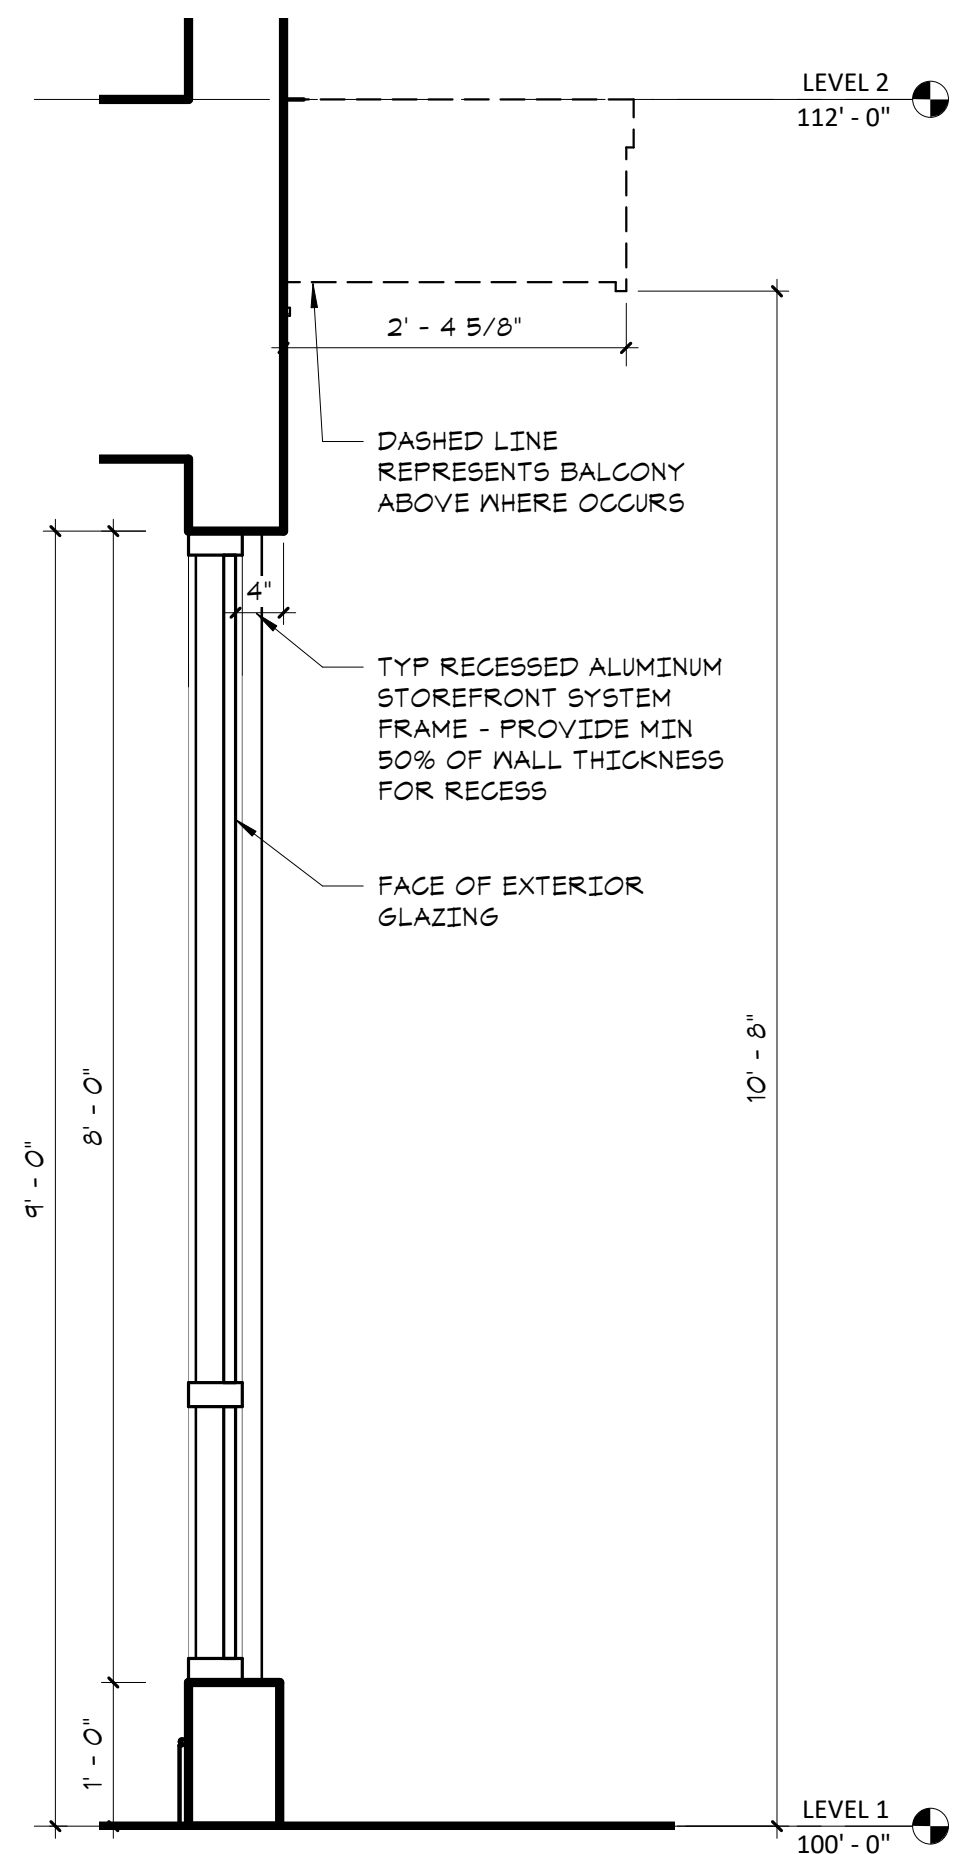 LEVEL 2
112' - 0"
2' - 4 5/8"
DASHED LINE
REPRESENTS BALCONY
ABOVE WHERE OCCURS
4"
TYP RECESSED ALUMINUM
STOREFRONT SYSTEM
FRAME - PROVIDE MIN
50% OF WALL THICKNESS
FOR RECESS
FACE OF EXTERIOR
GLAZING
10' - 8"
8' - 0"
9' - 0"
1' - 0"
LEVEL 1
100' - 0"